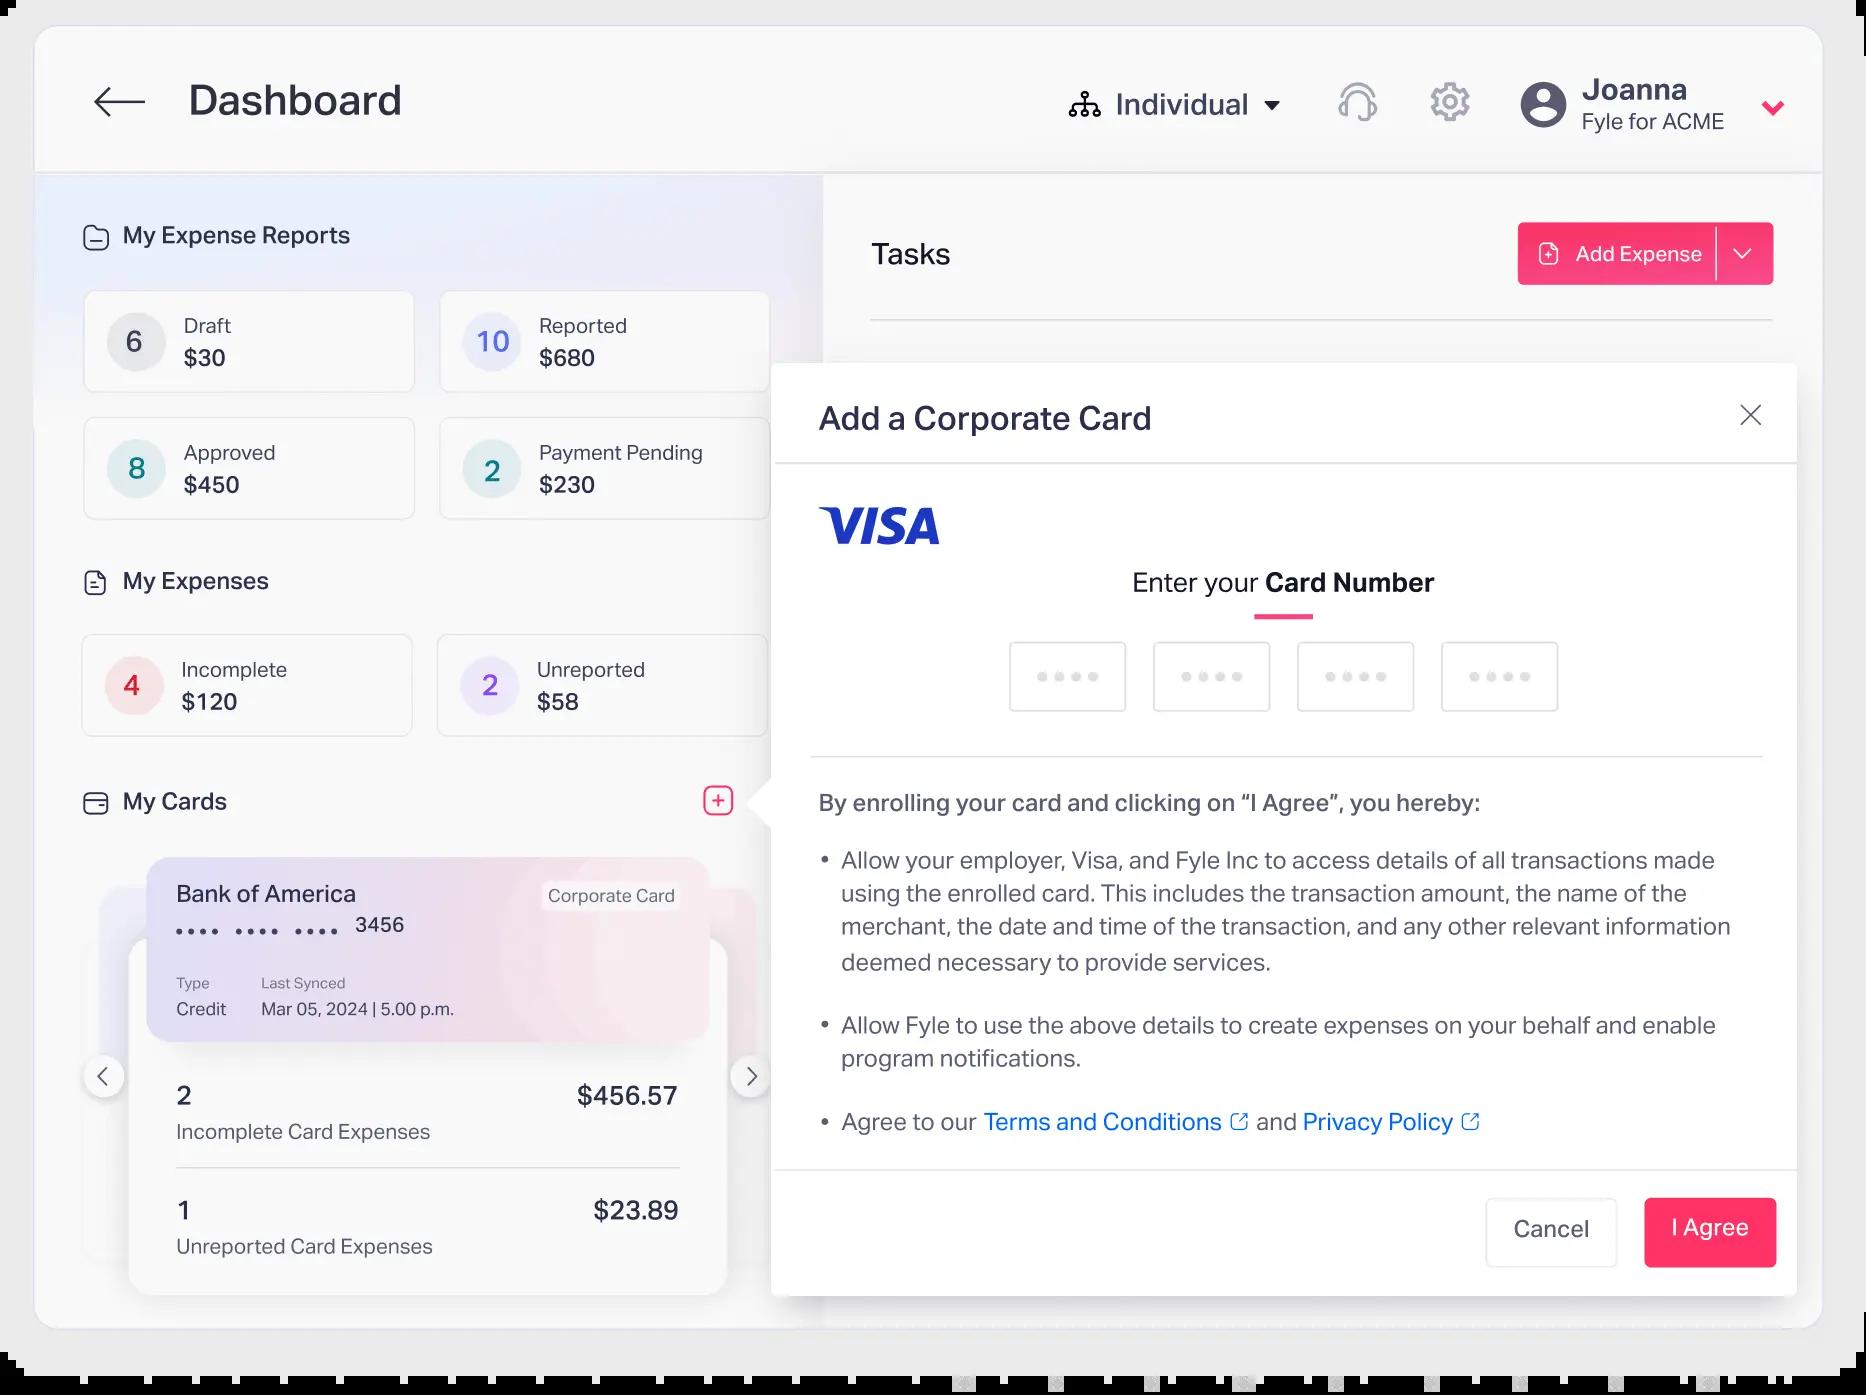 Dashboard
Individual
Joanna
Fyle for ACME
My Expense Reports
6
Draft
$30
10
Reported
$680
8
Approved
$450
2
Payment Pending
$230
My Expenses
4
Incomplete
$120
2
Unreported
$58
My Cards
Bank of America
Corporate Card
•••• •••• •••• 3456
Type
Last Synced
Credit
Mar 05, 2024 | 5.00 p.m.
2
$456.57
Incomplete Card Expenses
1
$23.89
Unreported Card Expenses
Tasks
Add Expense
Add a Corporate Card
VISA
Enter your Card Number
By enrolling your card and clicking on “I Agree”, you hereby:
• Allow your employer, Visa, and Fyle Inc to access details of all transactions made
using the enrolled card. This includes the transaction amount, the name of the
merchant, the date and time of the transaction, and any other relevant information
deemed necessary to provide services.
• Allow Fyle to use the above details to create expenses on your behalf and enable
program notifications.
• Agree to our Terms and Conditions and Privacy Policy
Cancel
I Agree